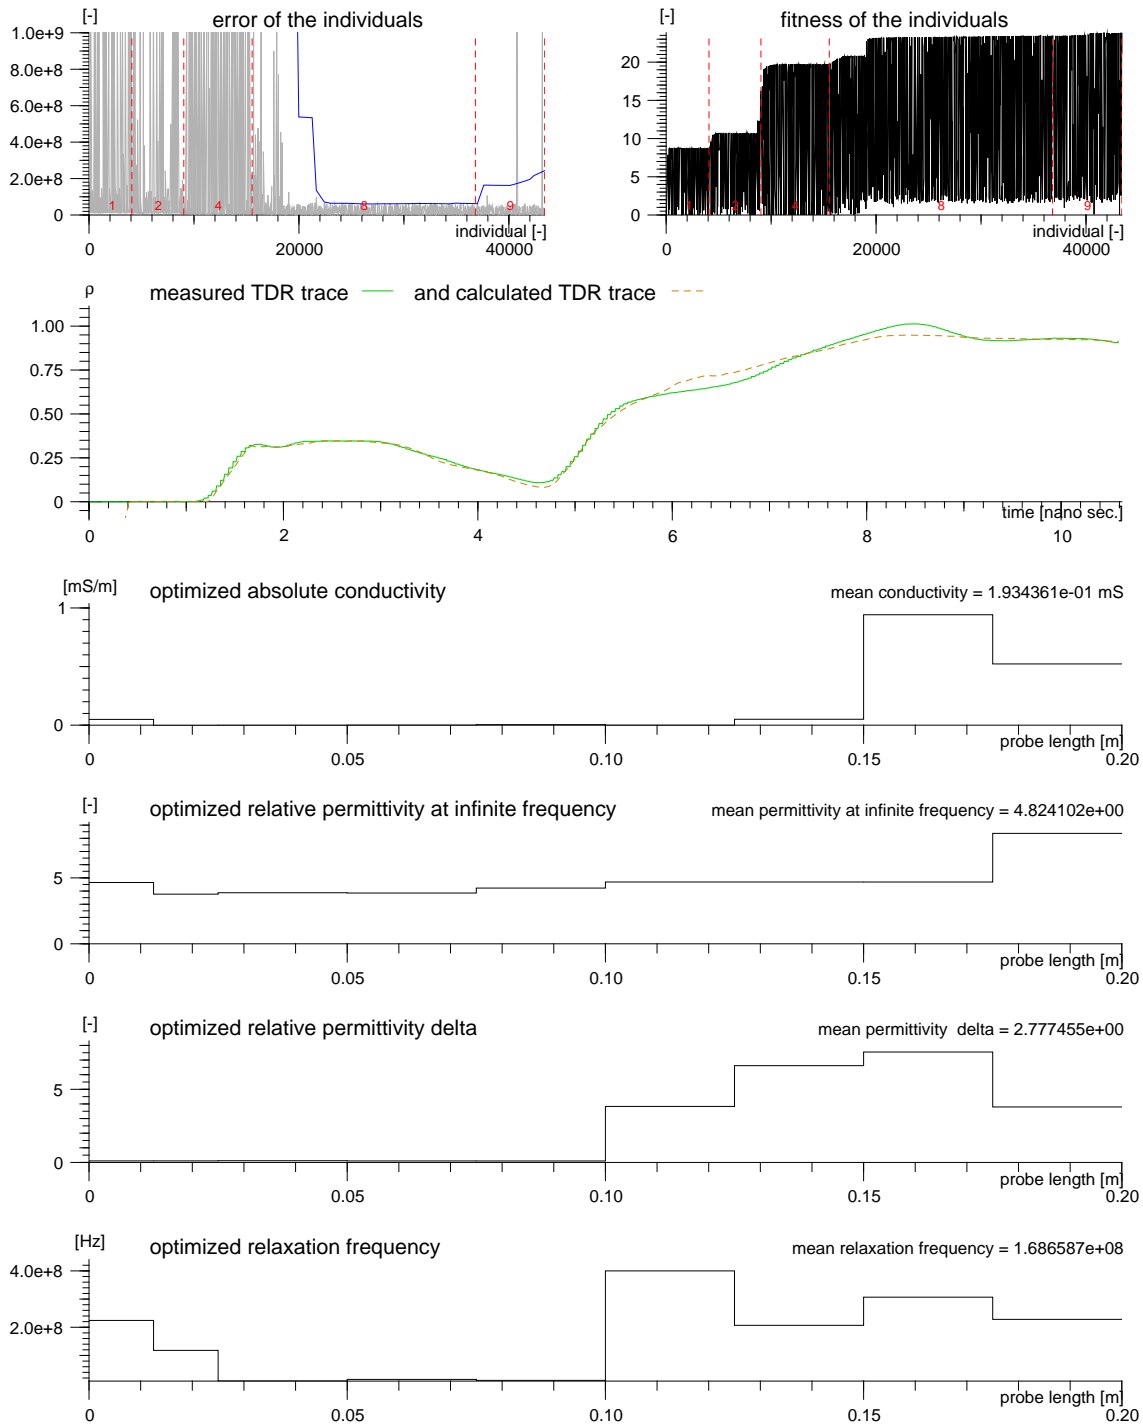 error of the individuals
[-]
1.0e+9
8.0e+8
6.0e+8
4.0e+8
2.0e+8
0
1 2 4 8 9
individual [-]
0 20000 40000
fitness of the individuals
[-]
20
15
10
5
0
1 2 4 8 9
individual [-]
0 20000 40000
ρ measured TDR trace and calculated TDR trace
1.00
0.75
0.50
0.25
0
time [nano sec.]
0 2 4 6 8 10
[mS/m] optimized absolute conductivity mean conductivity = 1.934361e-01 mS
1
0
probe length [m]
0 0.05 0.10 0.15 0.20
[-] optimized relative permittivity at infinite frequency mean permittivity at infinite frequency = 4.824102e+00
5
0
probe length [m]
0 0.05 0.10 0.15 0.20
[-] optimized relative permittivity delta mean permittivity delta = 2.777455e+00
5
0
probe length [m]
0 0.05 0.10 0.15 0.20
[Hz] optimized relaxation frequency mean relaxation frequency = 1.686587e+08
4.0e+8
2.0e+8
probe length [m]
0 0.05 0.10 0.15 0.20